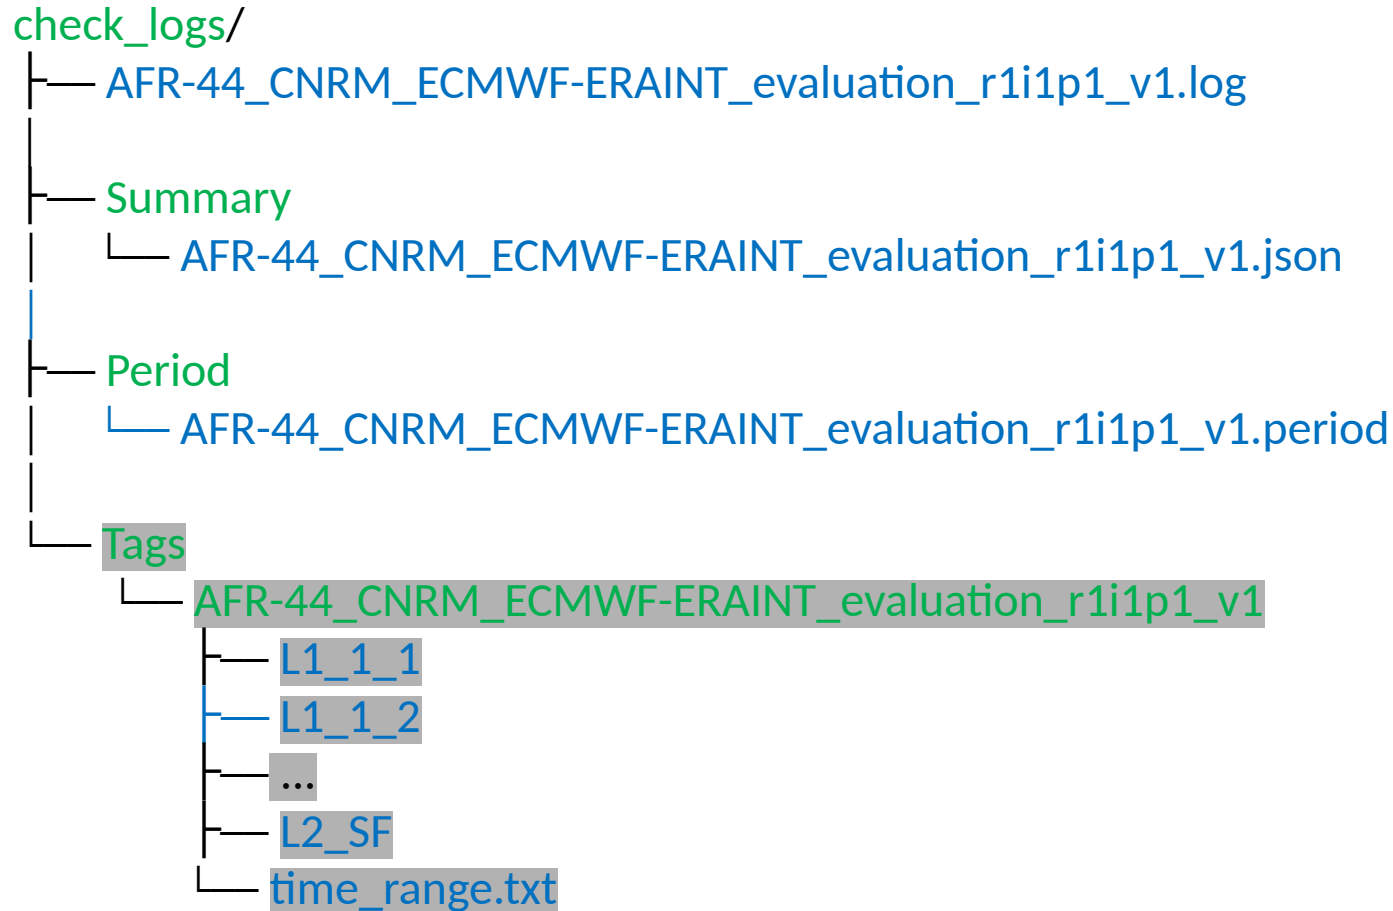 check_logs/
├── AFR-44_CNRM_ECMWF-ERAINT_evaluation_r1i1p1_v1.log
├── Summary
└── AFR-44_CNRM_ECMWF-ERAINT_evaluation_r1i1p1_v1.json
├── Period
└── AFR-44_CNRM_ECMWF-ERAINT_evaluation_r1i1p1_v1.period
└── Tags
└── AFR-44_CNRM_ECMWF-ERAINT_evaluation_r1i1p1_v1
├── L1_1_1
├── L1_1_2
├── ...
├── L2_SF
└── time_range.txt